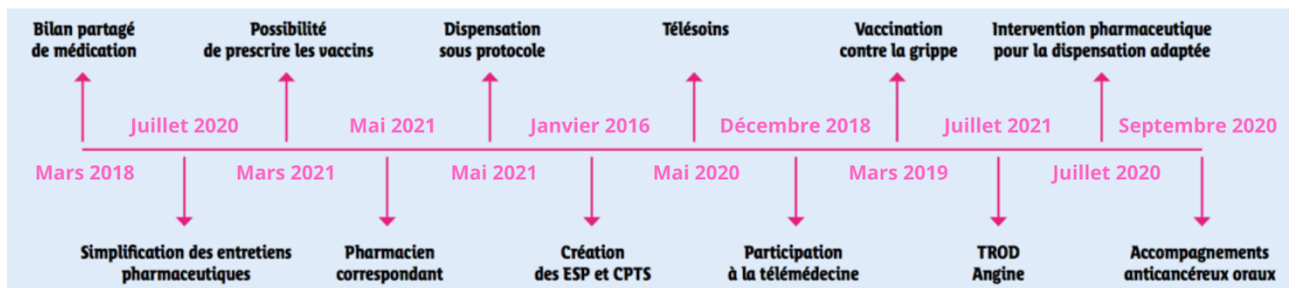 Bilan partagé
de médication
Possibilité
de prescrire les vaccins
Dispensation
sous protocole
Télésoins
Vaccination
contre la grippe
Intervention pharmaceutique
pour la dispensation adaptée
Juillet 2020
Mai 2021
Janvier 2016
Décembre 2018
Juillet 2021
Septembre 2020
Mars 2018
Mars 2021
Mai 2021
Mai 2020
Mars 2019
Juillet 2020
Simplification des entretiens
pharmaceutiques
Pharmacien
correspondant
Création
des ESP et CPTS
Participation
à la télémédecine
TROD
Angine
Accompagnements
anticancéreux oraux